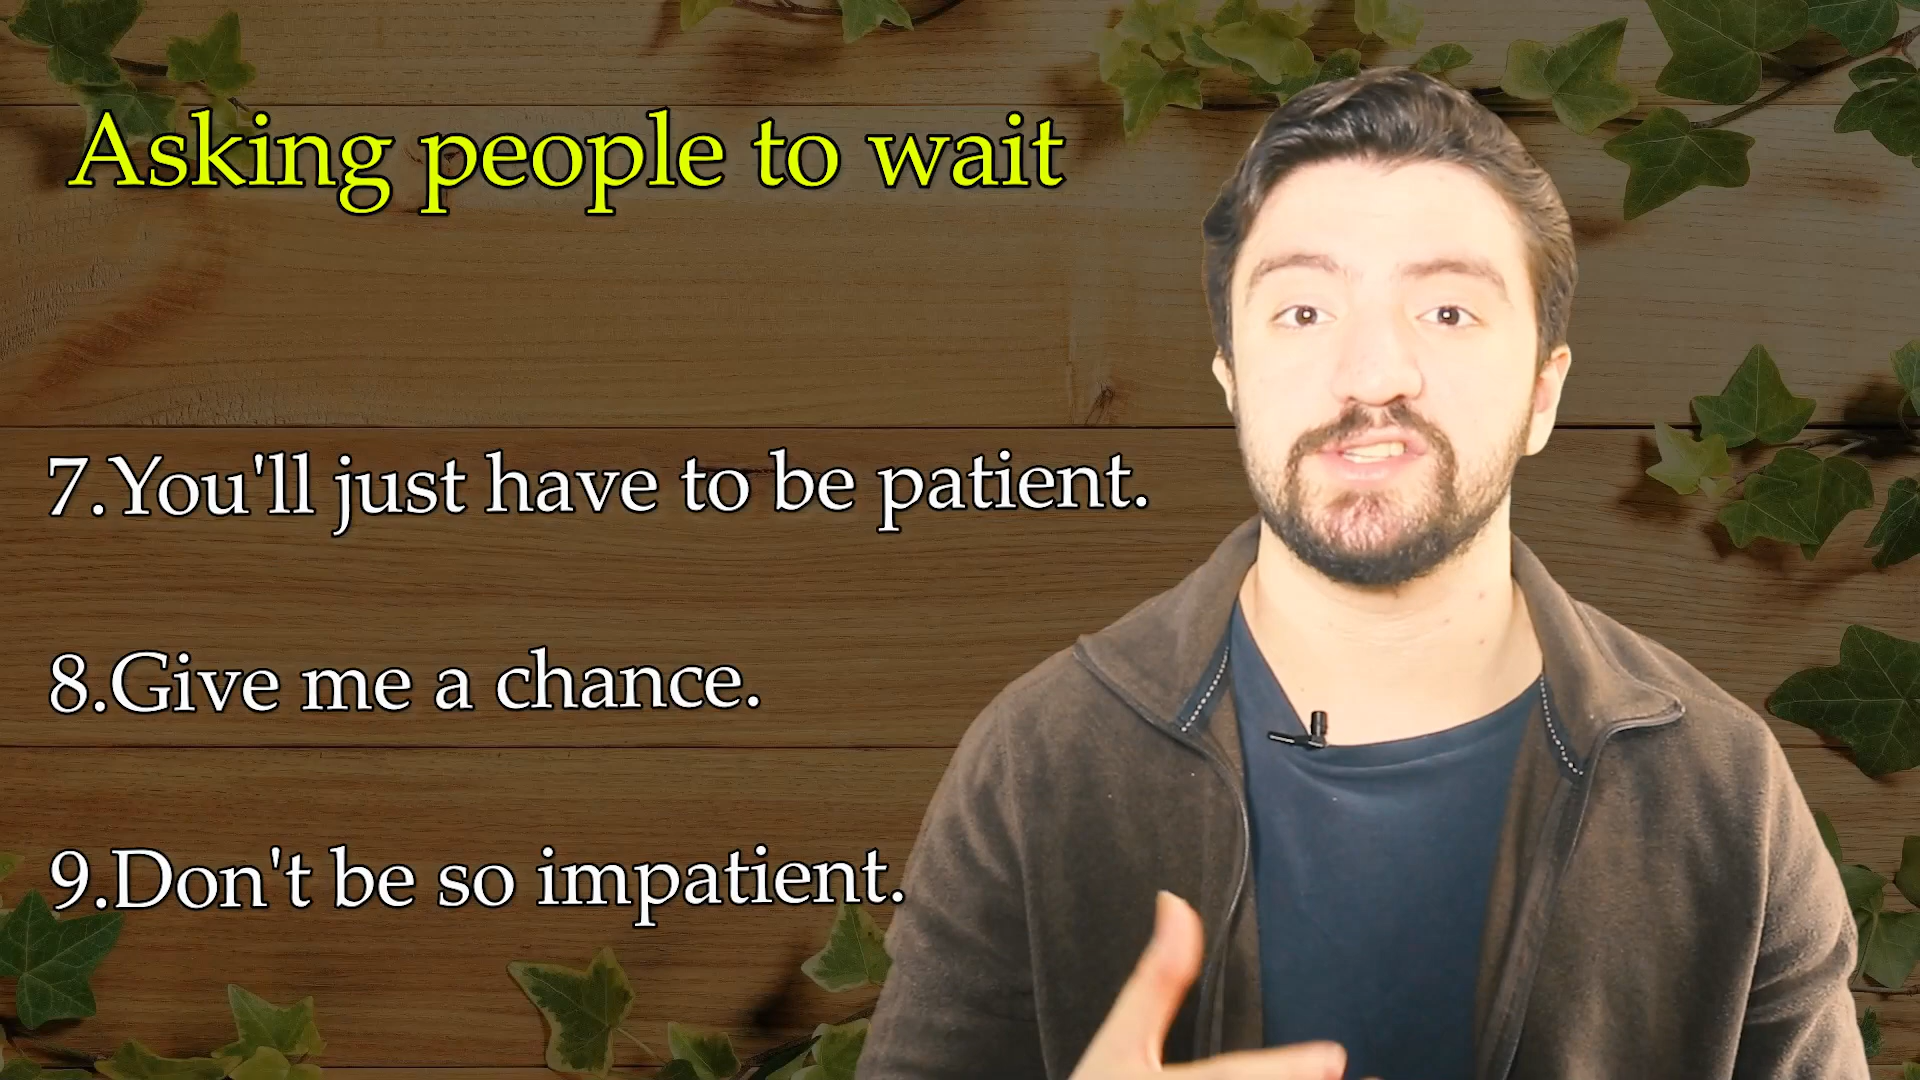 Asking people to wait
7.You'll just have to be patient.
8.Give me a chance.
9.Don't be so impatient.